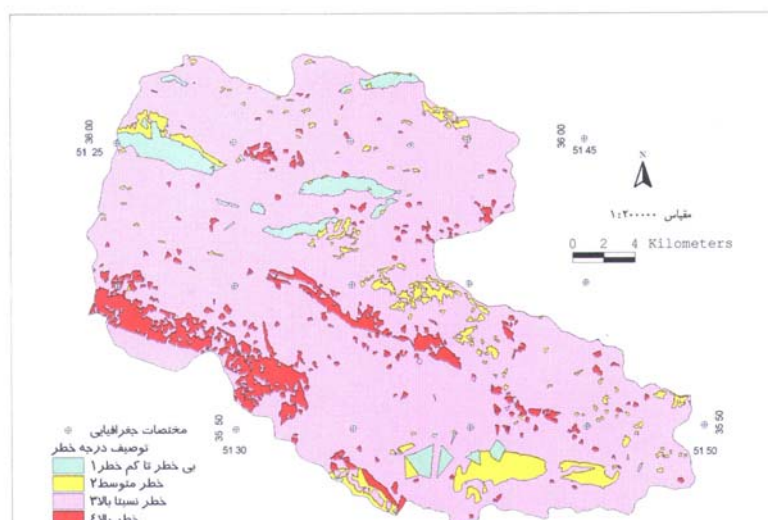 36 00
51 25
36 00
51 45
N
مقیاس ۱:۲۰۰۰۰۰
0 2 4 Kilometers
35 50
51 30
35 50
51 50
مختصات جغرافیایی
توصیف درجه خطر
بی خطر تا کم خطر۱
خطر متوسط۲
خطر نسبتا بالا۳
خطر بالا۴